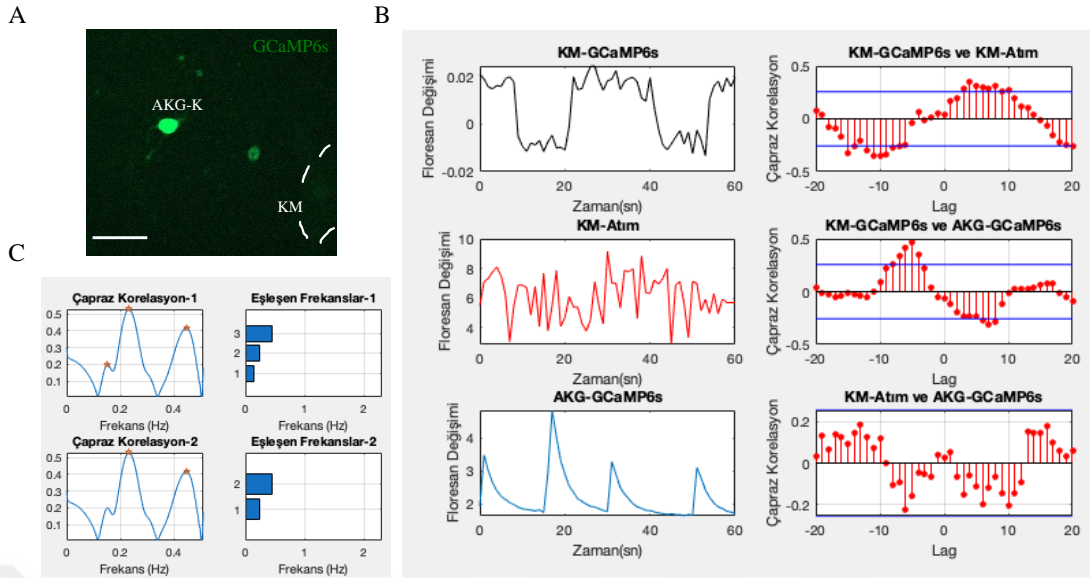 A
GCaMP6s
AKG-K
KM
B
KM-GCaMP6s
Floresan Değişimi
0.02
0
-0.02
0
20
40
60
Zaman(sn)
KM-GCaMP6s ve KM-Atım
Çapraz Korelasyon
0.5
0
-0.5
-20
-10
0
10
20
Lag
KM-Atım
Floresan Değişimi
10
8
6
4
0
20
40
60
Zaman(sn)
KM-GCaMP6s ve AKG-GCaMP6s
Çapraz Korelasyon
0.5
0
-0.5
-20
-10
0
10
20
Lag
AKG-GCaMP6s
Floresan Değişimi
4
3
2
0
20
40
60
Zaman(sn)
KM-Atım ve AKG-GCaMP6s
Çapraz Korelasyon
0.2
0
-0.2
-20
-10
0
10
20
Lag
C
Çapraz Korelasyon-1
0.5
0.4
0.3
0.2
0.1
0
0.2
0.4
Frekans (Hz)
Eşleşen Frekanslar-1
3
2
1
0
1
2
Frekans (Hz)
Çapraz Korelasyon-2
0.5
0.4
0.3
0.2
0.1
0
0.2
0.4
Frekans (Hz)
Eşleşen Frekanslar-2
2
1
0
1
2
Frekans (Hz)